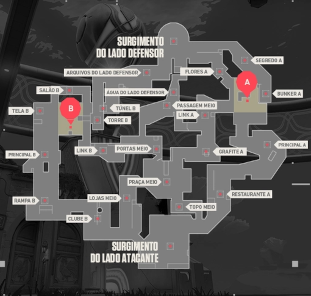 SURGIMENTO
DO LADO DEFENSOR
SEGREDO A
ARQUIVOS DO LADO DEFENSOR
FLORES A
A
SALÃO B
ÁGUA DO LADO DEFENSOR
BUNKER A
TELA B
B
TÚNEL B
PASSAGEM MEIO
LINK A
TORRE B
PRINCIPAL B
LINK B
PORTAS MEIO
GRAFITE A
PRINCIPAL A
PRAÇA MEIO
RAMPA B
LOJAS MEIO
RESTAURANTE A
TOPO MEIO
CLUBE B
SURGIMENTO
DO LADO ATACANTE